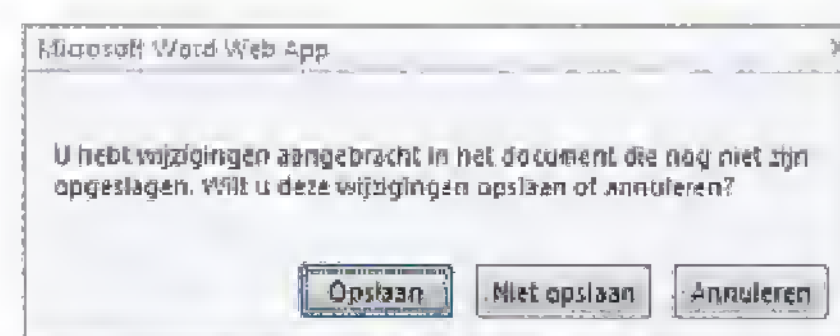 Microsoft Word Web App
U hebt wijzigingen aangebracht in het document die nog niet zijn
opgeslagen. Wilt u deze wijzigingen opslaan of annuleren?
Opslaan
Niet opslaan
Annuleren